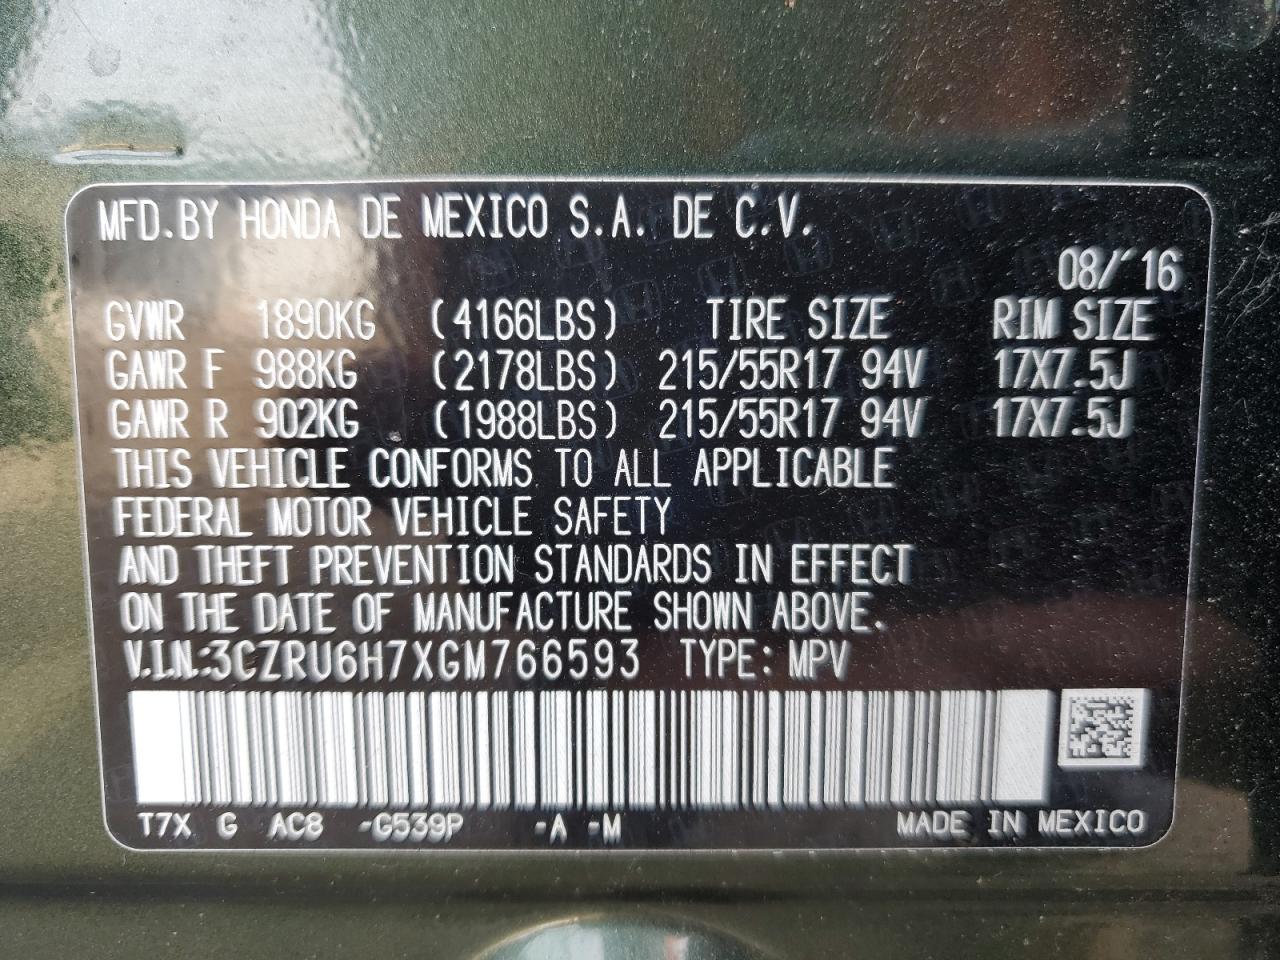 MFD.BY HONDA DE MEXICO S.A. DE C.V.
08/'16
GVWR 1890KG (4166LBS) TIRE SIZE RIM SIZE
GAWR F 988KG (2178LBS) 215/55R17 94V 17X7.5J
GAWR R 902KG (1988LBS) 215/55R17 94V 17X7.5J
THIS VEHICLE CONFORMS TO ALL APPLICABLE
FEDERAL MOTOR VEHICLE SAFETY
AND THEFT PREVENTION STANDARDS IN EFFECT
ON THE DATE OF MANUFACTURE SHOWN ABOVE.
V.I.N.:3CZRU6H7XGM766593 TYPE: MPV
T7X G AC8 -G539P -A -M MADE IN MEXICO